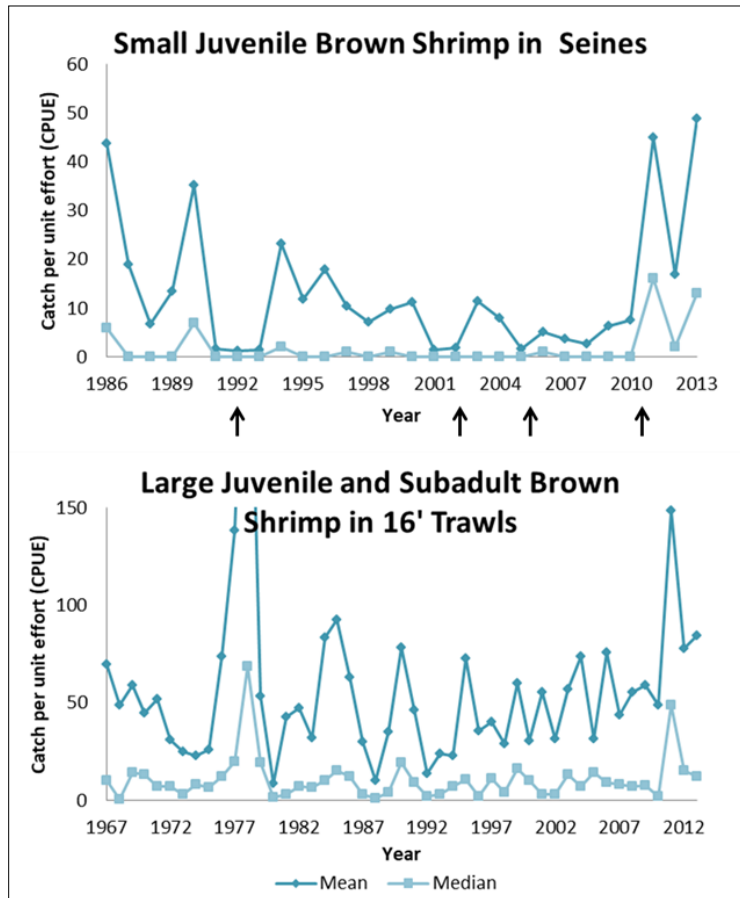 Small Juvenile Brown Shrimp in Seines
60
50
40
30
20
10
0
Catch per unit effort (CPUE)
1986 1989 1992 1995 1998 2001 2004 2007 2010 2013
Year
Large Juvenile and Subadult Brown
Shrimp in 16' Trawls
150
100
50
0
Catch per unit effort (CPUE)
1967 1972 1977 1982 1987 1992 1997 2002 2007 2012
Year
Mean Median